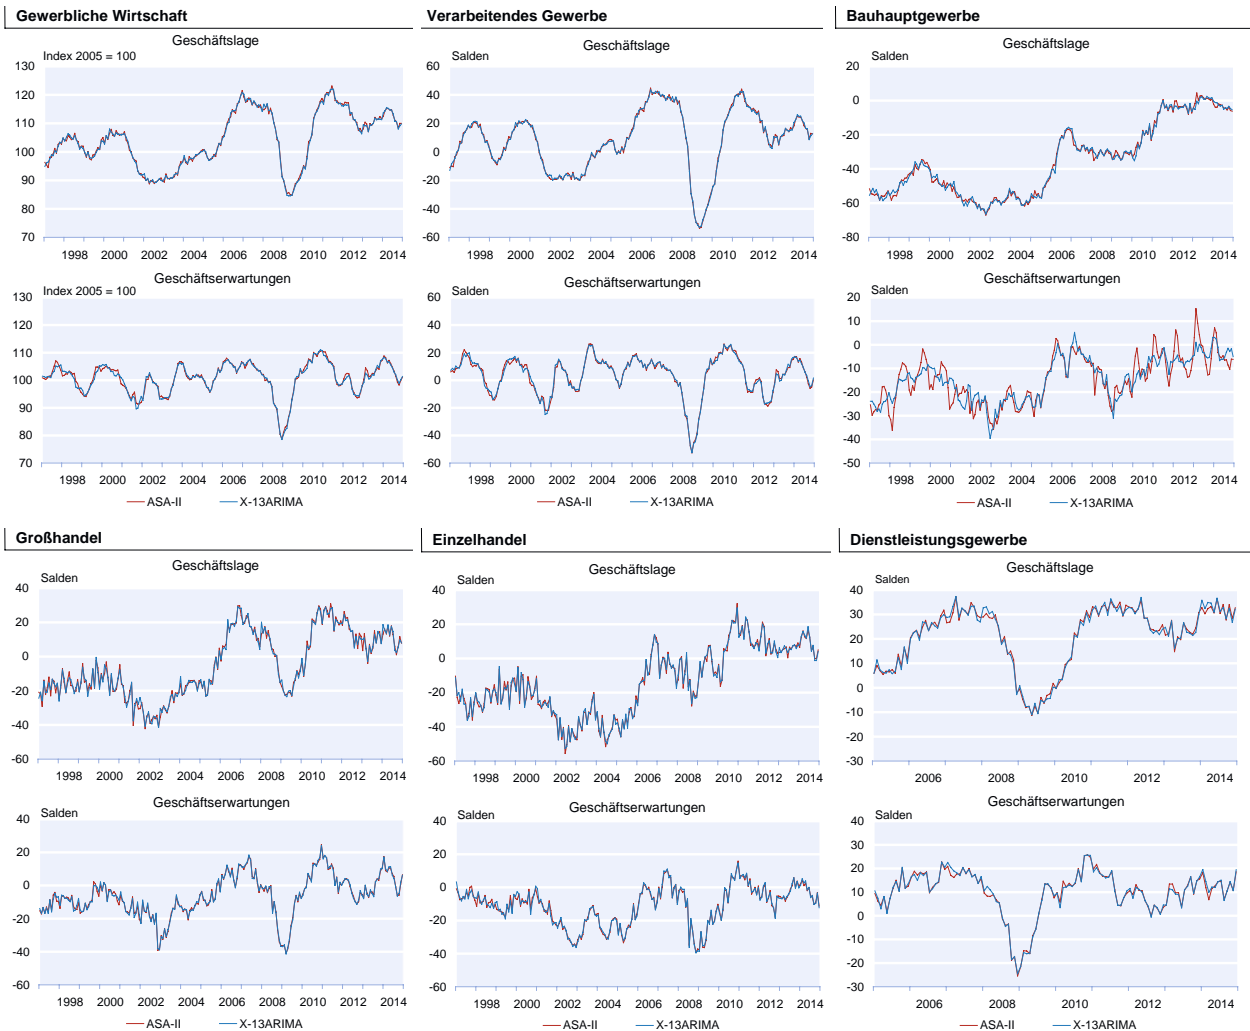 Gewerbliche Wirtschaft
Geschäftslage
Index 2005 = 100
130
120
110
100
90
80
70
1998 2000 2002 2004 2006 2008 2010 2012 2014
Geschäftserwartungen
Index 2005 = 100
130
120
110
100
90
80
70
1998 2000 2002 2004 2006 2008 2010 2012 2014
ASA-II X-13ARIMA
Verarbeitendes Gewerbe
Geschäftslage
Salden
60
40
20
0
-20
-40
-60
1998 2000 2002 2004 2006 2008 2010 2012 2014
Geschäftserwartungen
Salden
60
40
20
0
-20
-40
-60
1998 2000 2002 2004 2006 2008 2010 2012 2014
ASA-II X-13ARIMA
Bauhauptgewerbe
Geschäftslage
Salden
20
0
-20
-40
-60
-80
1998 2000 2002 2004 2006 2008 2010 2012 2014
Geschäftserwartungen
Salden
20
10
0
-10
-20
-30
-40
-50
1998 2000 2002 2004 2006 2008 2010 2012 2014
ASA-II X-13ARIMA
Großhandel
Geschäftslage
Salden
40
20
0
-20
-40
-60
1998 2000 2002 2004 2006 2008 2010 2012 2014
Geschäftserwartungen
Salden
40
20
0
-20
-40
-60
1998 2000 2002 2004 2006 2008 2010 2012 2014
ASA-II X-13ARIMA
Einzelhandel
Geschäftslage
Salden
40
20
0
-20
-40
-60
1998 2000 2002 2004 2006 2008 2010 2012 2014
Geschäftserwartungen
Salden
40
20
0
-20
-40
-60
1998 2000 2002 2004 2006 2008 2010 2012 2014
ASA-II X-13ARIMA
Dienstleistungsgewerbe
Geschäftslage
Salden
40
30
20
10
0
-10
-20
-30
2006 2008 2010 2012 2014
Geschäftserwartungen
Salden
40
30
20
10
0
-10
-20
-30
2006 2008 2010 2012 2014
ASA-II X-13ARIMA